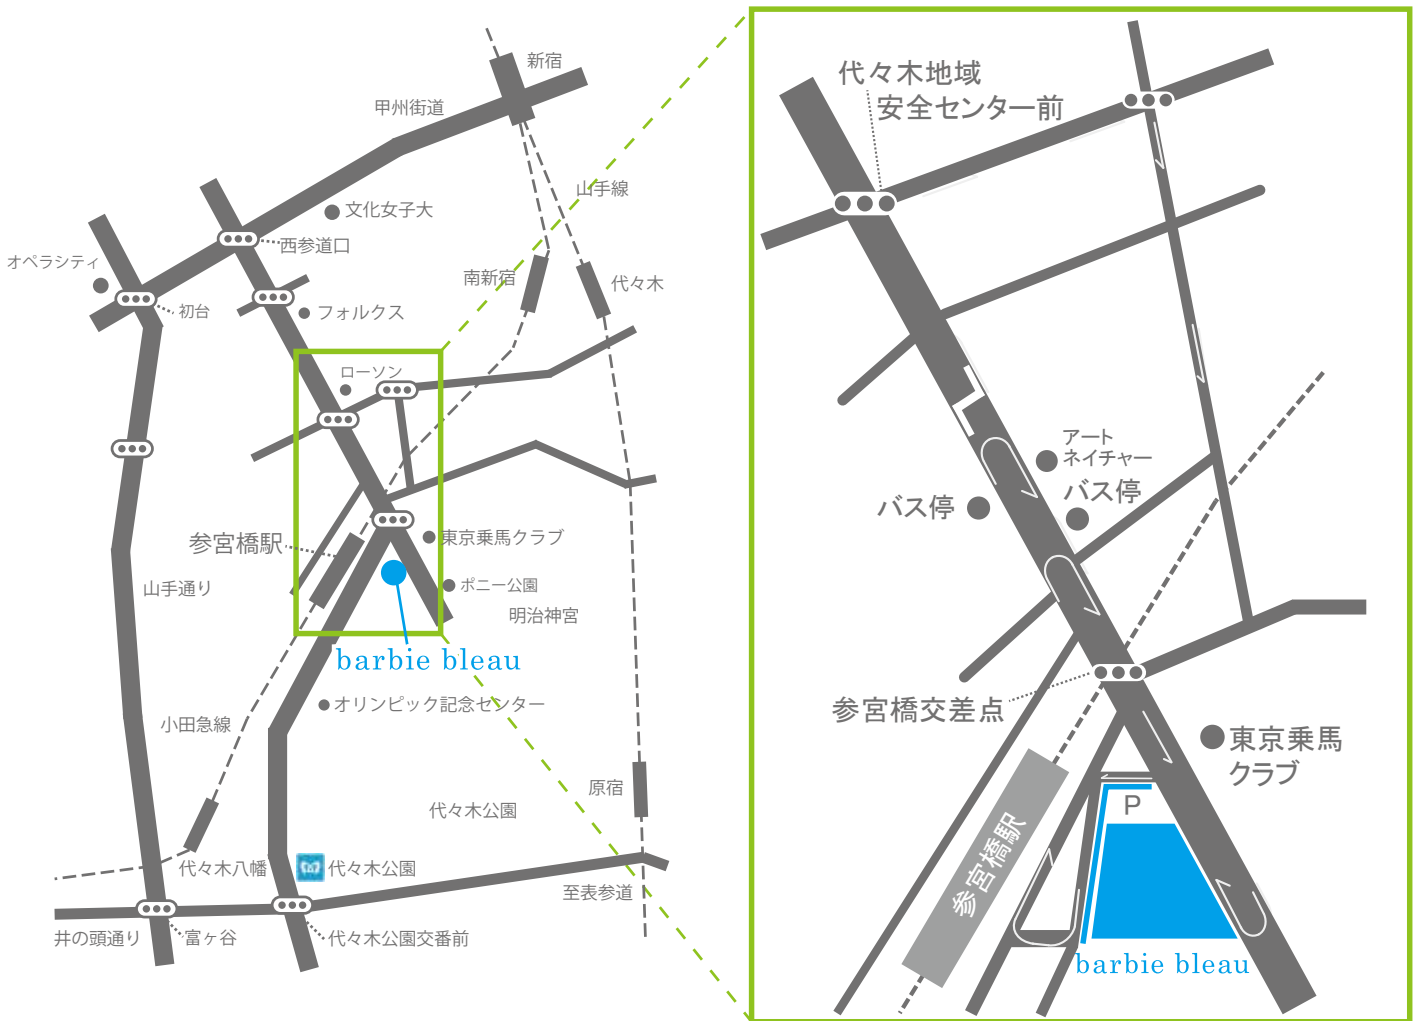 新宿
甲州街道
山手線
文化女子大
西参道口
オペラシティ
初台
南新宿
代々木
フォルクス
ローソン
参宮橋駅
東京乗馬クラブ
ポニー公園
山手通り
明治神宮
barbie bleau
オリンピック記念センター
小田急線
原宿
代々木公園
代々木八幡
代々木公園
至表参道
井の頭通り
富ヶ谷
代々木公園交番前
代々木地域
安全センター前
アート
ネイチャー
バス停
バス停
参宮橋交差点
東京乗馬
クラブ
P
参宮橋駅
barbie bleau